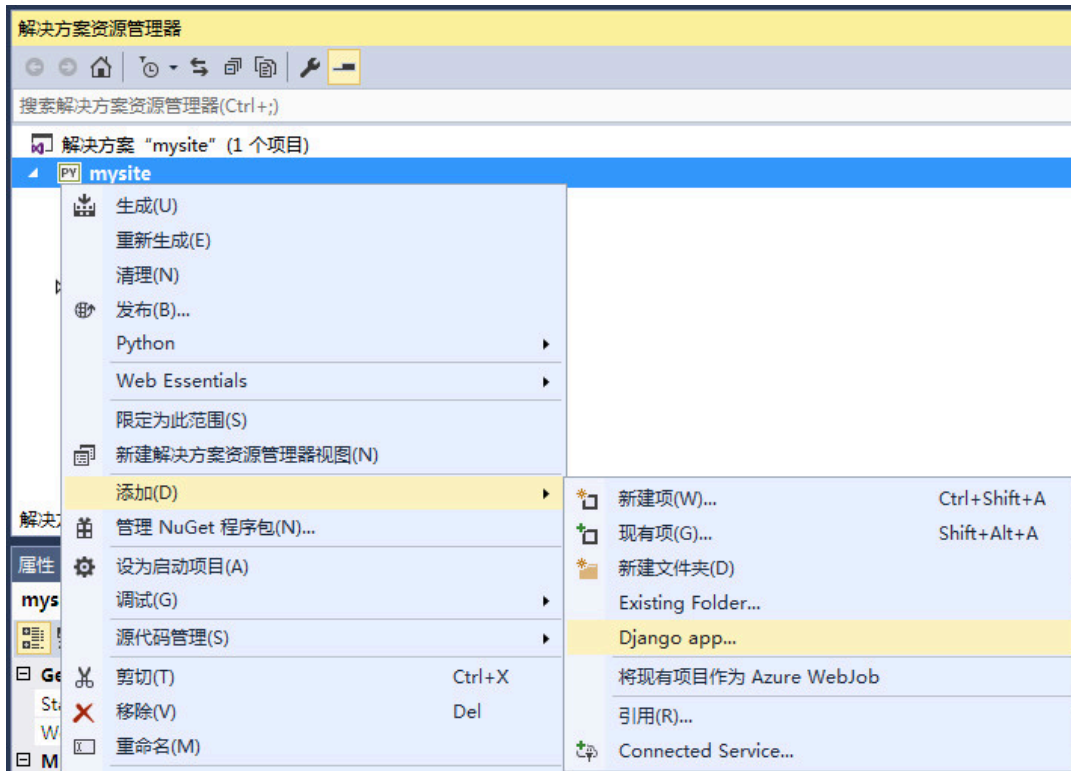 解决方案资源管理器
搜索解决方案资源管理器(Ctrl+;)
解决方案 "mysite" (1 个项目)
PY mysite
生成(U)
重新生成(E)
清理(N)
发布(B)...
Python
Web Essentials
限定为此范围(S)
新建解决方案资源管理器视图(N)
添加(D)
管理 NuGet 程序包(N)...
设为启动项目(A)
调试(G)
源代码管理(S)
剪切(T) Ctrl+X
移除(V) Del
重命名(M)
新建项(W)... Ctrl+Shift+A
现有项(G)... Shift+Alt+A
新建文件夹(D)
Existing Folder...
Django app...
将现有项目作为 Azure WebJob
引用(R)...
Connected Service...
解决
属性
mys
Ge
St
W
M